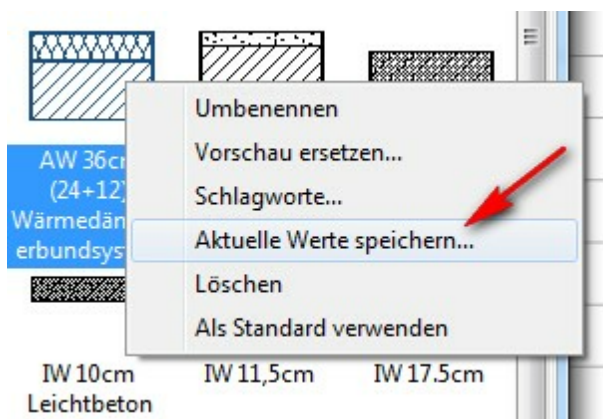 Umbenennen
Vorschau ersetzen...
Schlagworte...
Aktuelle Werte speichern...
Löschen
Als Standard verwenden
AW 36c
(24+12)
Wärmedän
erbundsys
IW 10cm
Leichtbeton
IW 11,5cm
IW 17.5cm